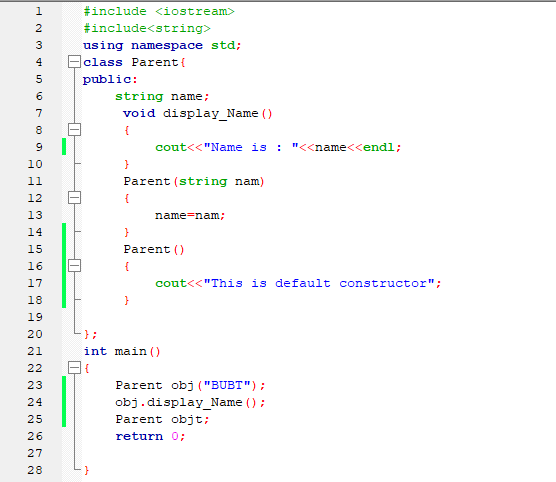 1 #include <iostream>
2 #include<string>
3 using namespace std;
4 class Parent{
5 public:
6 string name;
7 void display_Name()
8 {
9 cout<<"Name is : "<<name<<endl;
10 }
11 Parent(string nam)
12 {
13 name=nam;
14 }
15 Parent()
16 {
17 cout<<"This is default constructor";
18 }
19
20 };
21 int main()
22 {
23 Parent obj("BUBT");
24 obj.display_Name();
25 Parent objt;
26 return 0;
27
28 }